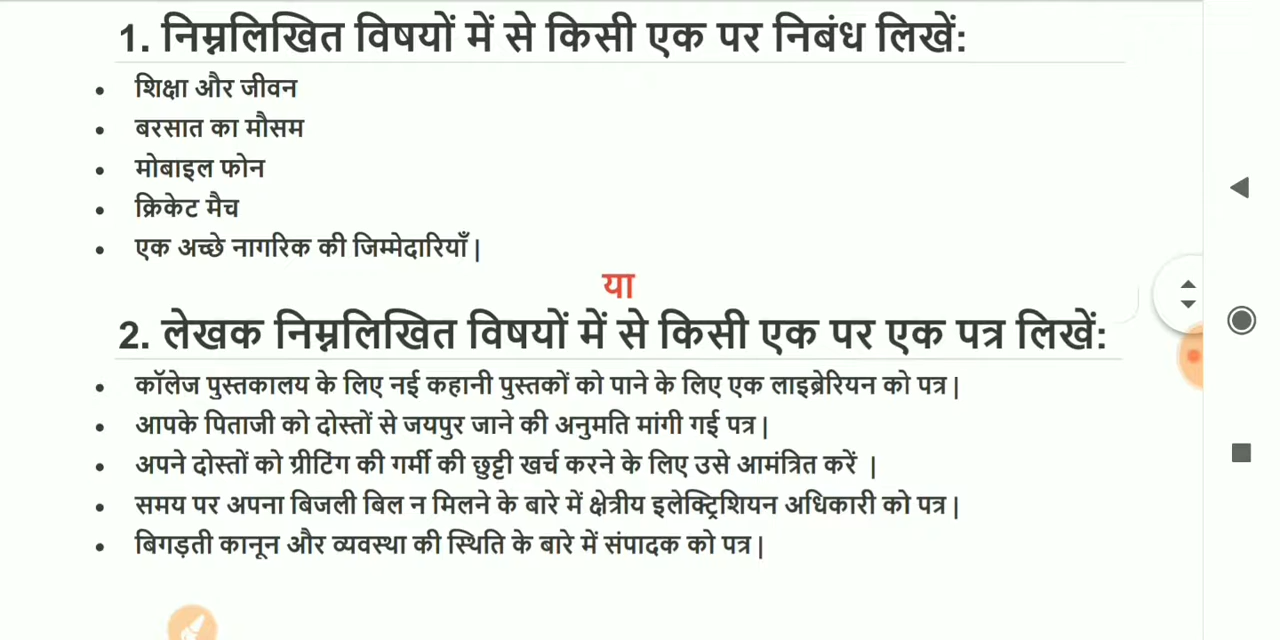 1. निम्नलिखित विषयों में से किसी एक पर निबंध लिखें:
• शिक्षा और जीवन
• बरसात का मौसम
• मोबाइल फोन
• क्रिकेट मैच
• एक अच्छे नागरिक की जिम्मेदारियाँ |
या
2. लेखक निम्नलिखित विषयों में से किसी एक पर एक पत्र लिखें:
• कॉलेज पुस्तकालय के लिए नई कहानी पुस्तकों को पाने के लिए एक लाइब्रेरियन को पत्र |
• आपके पिताजी को दोस्तों से जयपुर जाने की अनुमति मांगी गई पत्र |
• अपने दोस्तों को ग्रीटिंग की गर्मी की छुट्टी खर्च करने के लिए उसे आमंत्रित करें |
• समय पर अपना बिजली बिल न मिलने के बारे में क्षेत्रीय इलेक्ट्रिशियन अधिकारी को पत्र |
• बिगड़ती कानून और व्यवस्था की स्थिति के बारे में संपादक को पत्र |